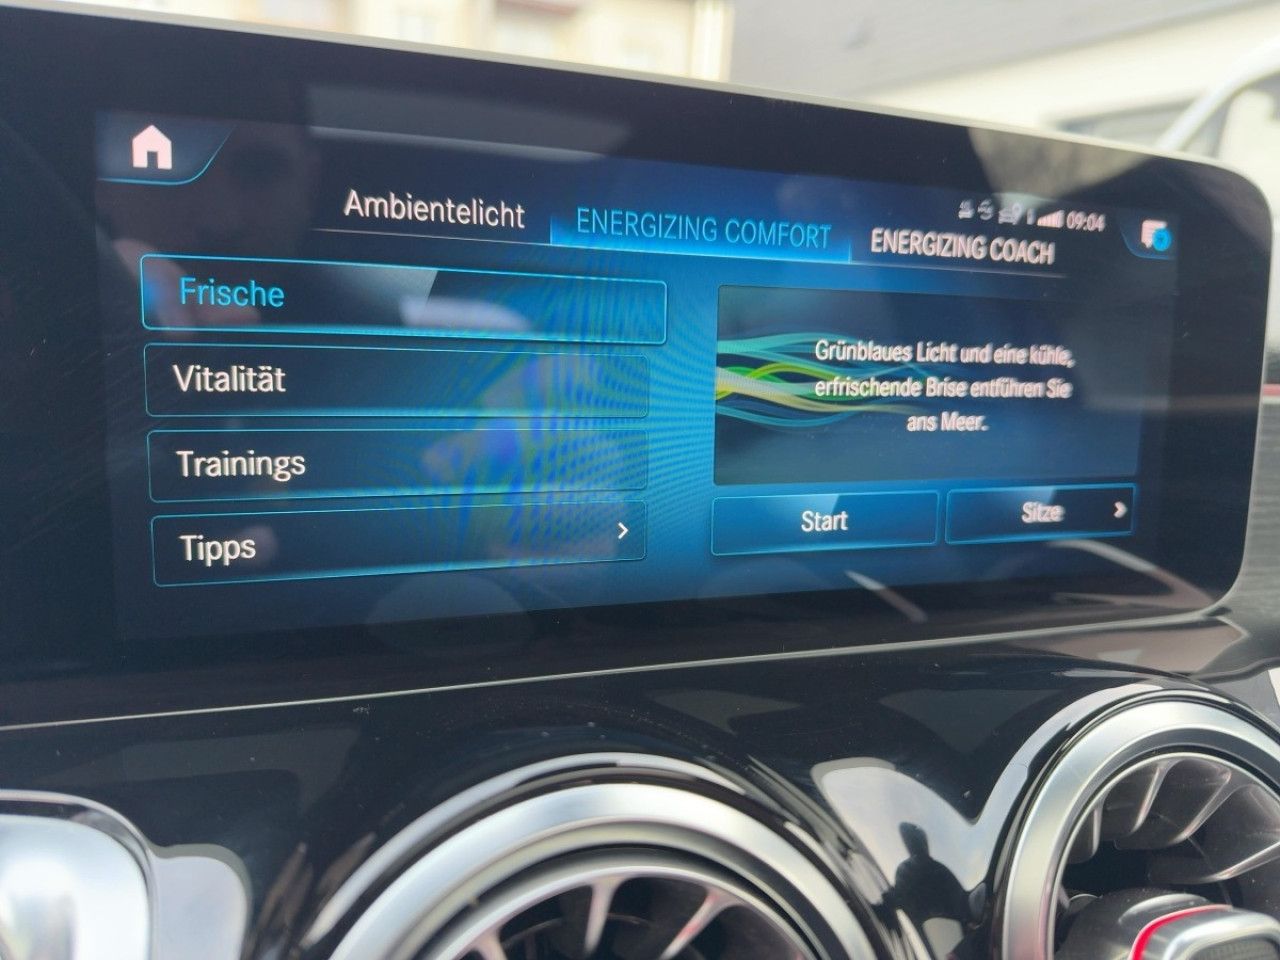 Ambientelicht
ENERGIZING COMFORT
ENERGIZING COACH
09:04
Frische
Vitalität
Trainings
Tipps
Grünblaues Licht und eine kühle,
erfrischende Brise entführen Sie
ans Meer.
Start
Sitze